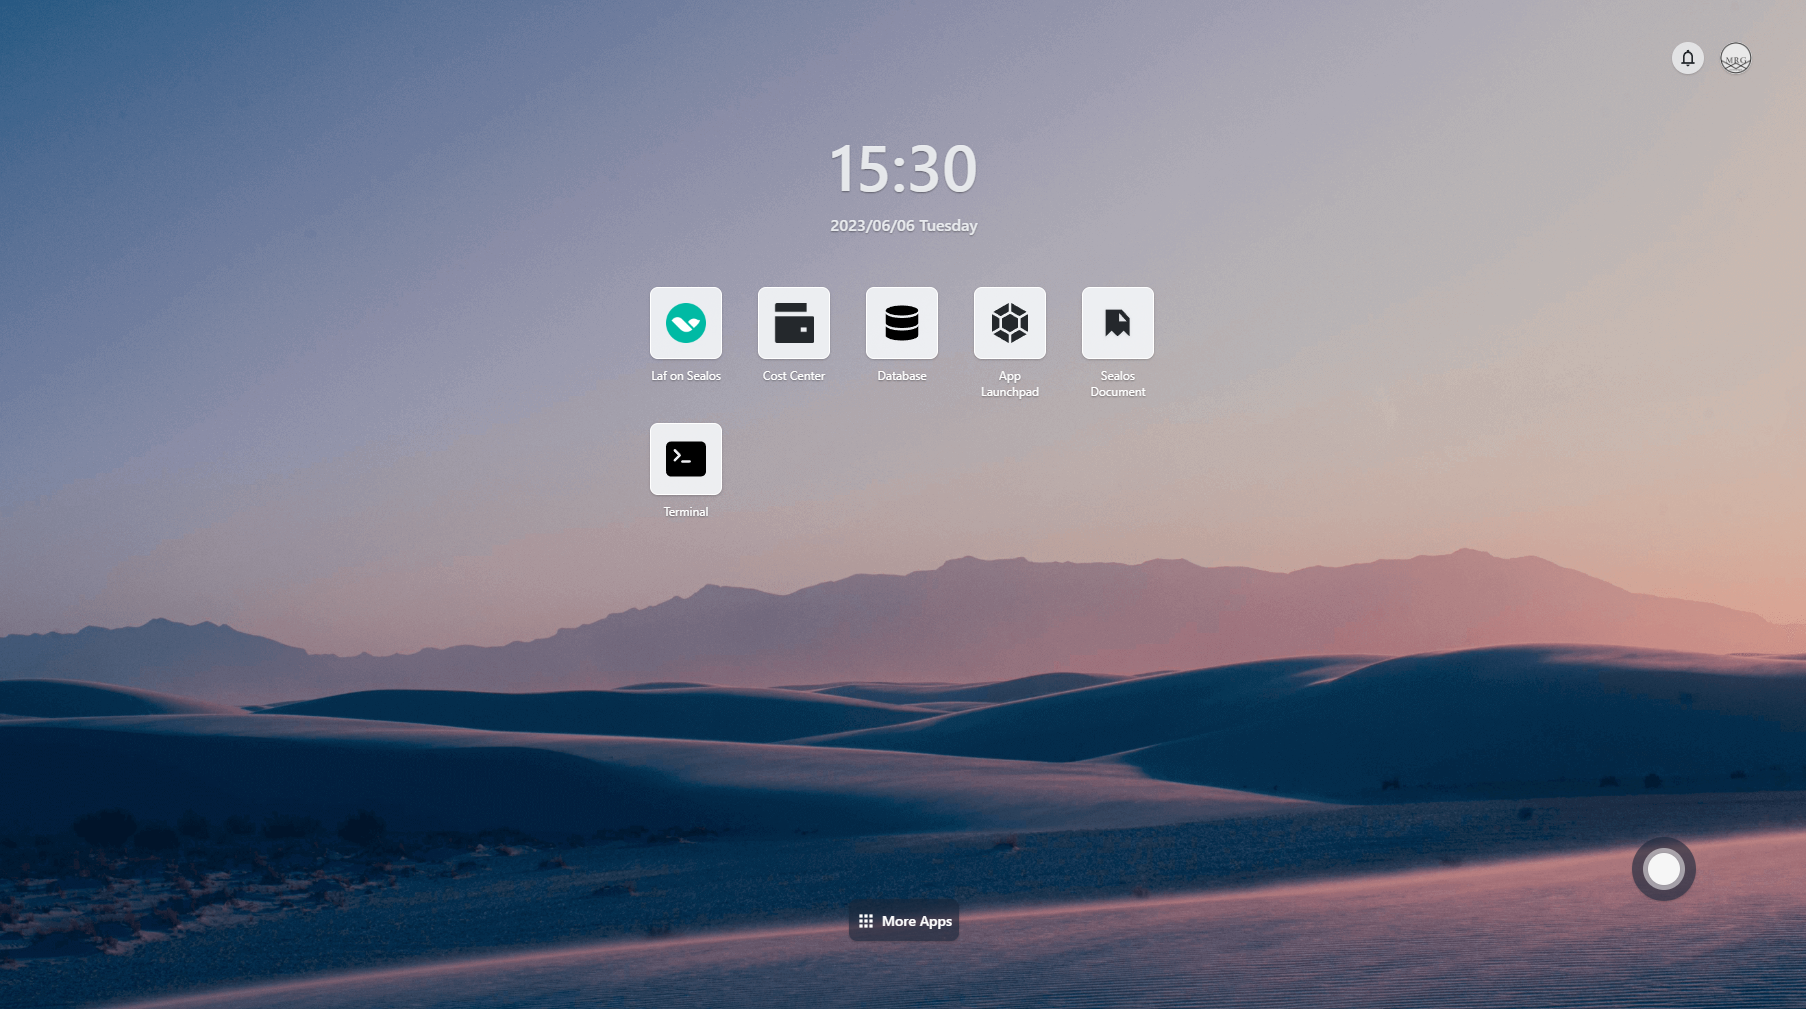 MRG
15:30
2023/06/06 Tuesday
Laf on Sealos
Cost Center
Database
App
Launchpad
Sealos
Document
Terminal
More Apps